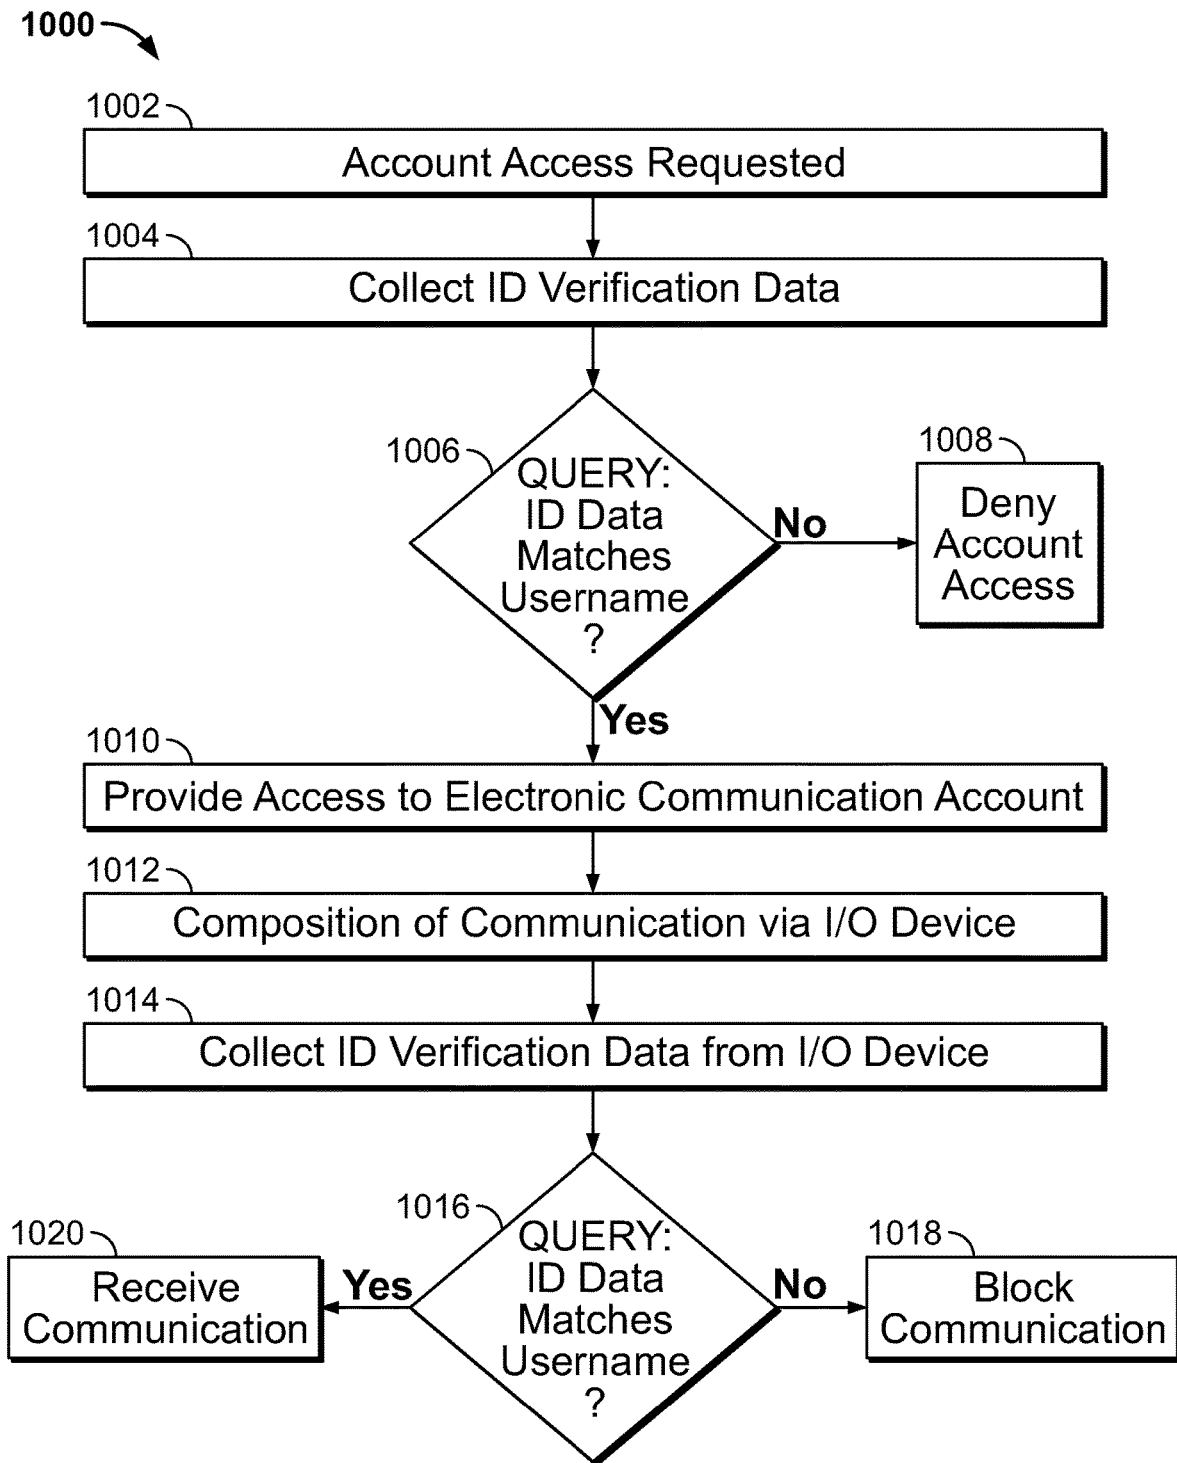 1000
1002
Account Access Requested
1004
Collect ID Verification Data
1006
QUERY:
ID Data
Matches
Username
?
No
1008
Deny
Account
Access
Yes
1010
Provide Access to Electronic Communication Account
1012
Composition of Communication via I/O Device
1014
Collect ID Verification Data from I/O Device
1016
QUERY:
ID Data
Matches
Username
?
Yes
1020
Receive
Communication
No
1018
Block
Communication